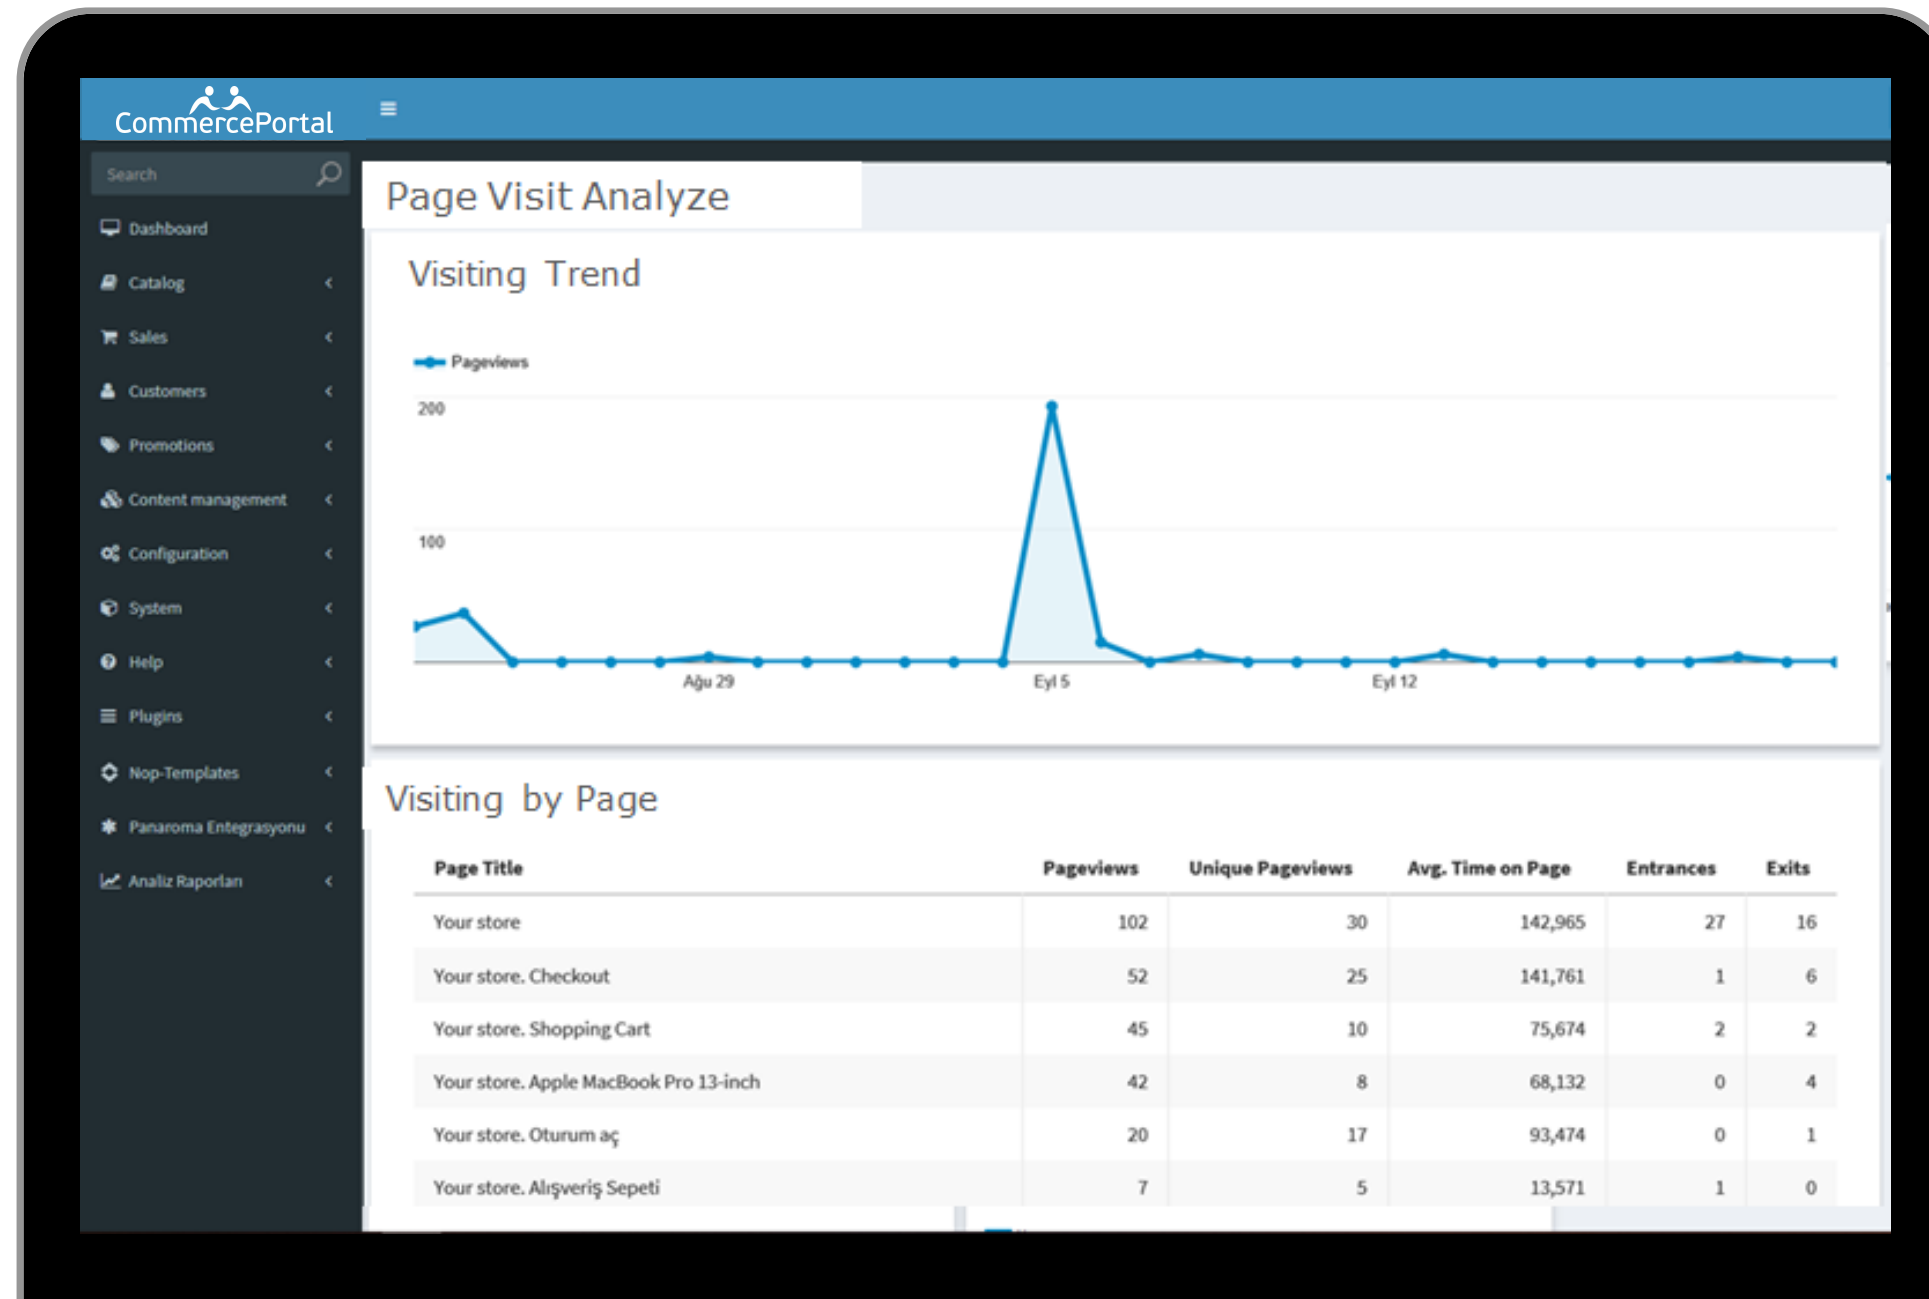 CommercePortal
Search
Dashboard
Catalog
Sales
Customers
Promotions
Content management
Configuration
System
Help
Plugins
Nop-Templates
Panaroma Entegrasyonu
Analiz Raporları
Page Visit Analyze
Visiting Trend
Pageviews
200
100
Ağu 29 Eyl 5 Eyl 12
Visiting by Page
Page Title Pageviews Unique Pageviews Avg. Time on Page Entrances Exits
Your store 102 30 142,965 27 16
Your store. Checkout 52 25 141,761 1 6
Your store. Shopping Cart 45 10 75,674 2 2
Your store. Apple MacBook Pro 13-inch 42 8 68,132 0 4
Your store. Oturum aç 20 17 93,474 0 1
Your store. Alışveriş Sepeti 7 5 13,571 1 0